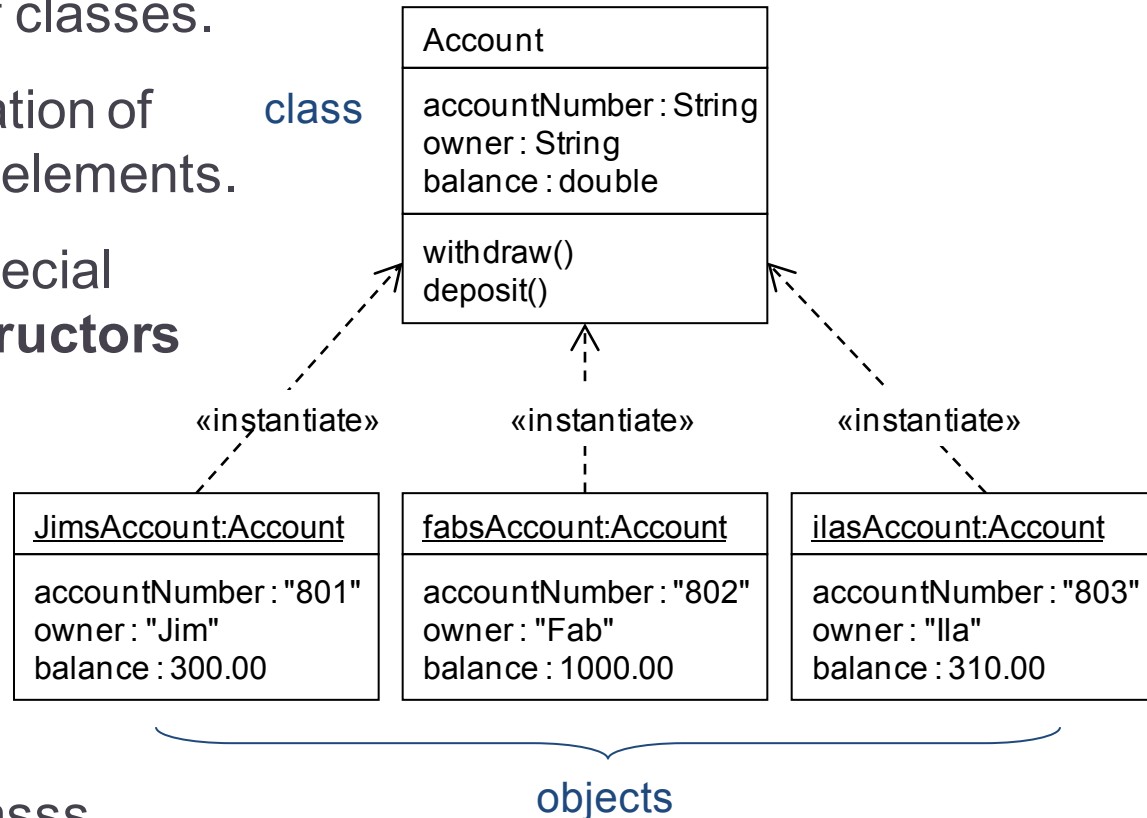 classes.
Account
ation of
class
elements.
accountNumber : String
owner : String
balance : double
ecial
ructors
withdraw()
deposit()
«instantiate»
«instantiate»
«instantiate»
JimsAccount:Account
accountNumber : "801"
owner : "Jim"
balance : 300.00
fabsAccount:Account
accountNumber : "802"
owner : "Fab"
balance : 1000.00
ilasAccount:Account
accountNumber : "803"
owner : "Ila"
balance : 310.00
objects